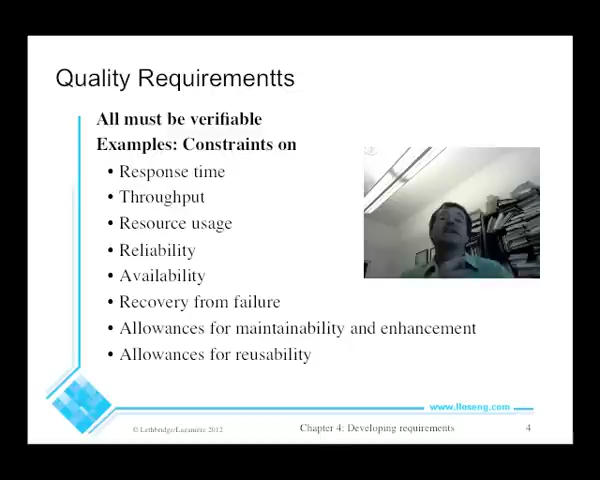 Quality Requirementts
All must be verifiable
Examples: Constraints on
• Response time
• Throughput
• Resource usage
• Reliability
• Availability
• Recovery from failure
• Allowances for maintainability and enhancement
• Allowances for reusability
www.lloseng.com
© Lethbridge/Laganière 2012
Chapter 4: Developing requirements
4